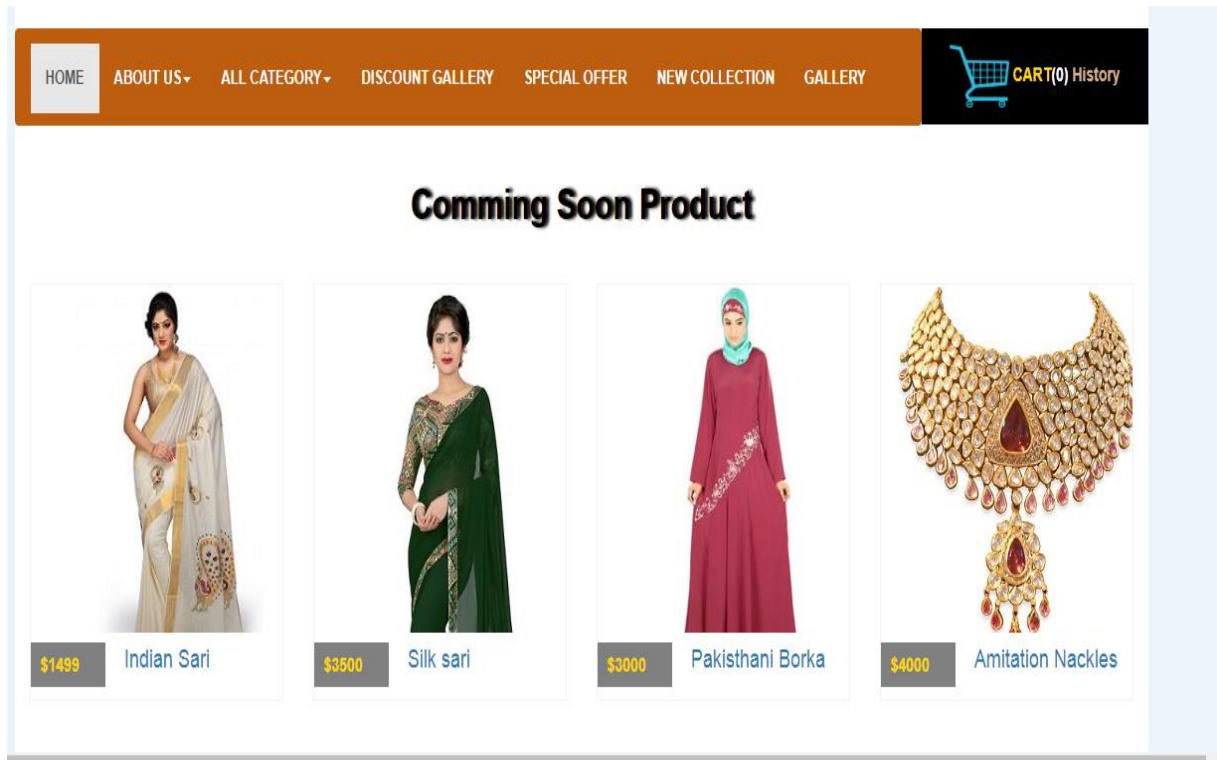 HOME ABOUT US ALL CATEGORY DISCOUNT GALLERY SPECIAL OFFER NEW COLLECTION GALLERY CART(0) History
Comming Soon Product
$1499 Indian Sari
$3500 Silk sari
$3000 Pakisthani Borka
$4000 Amitation Nackles